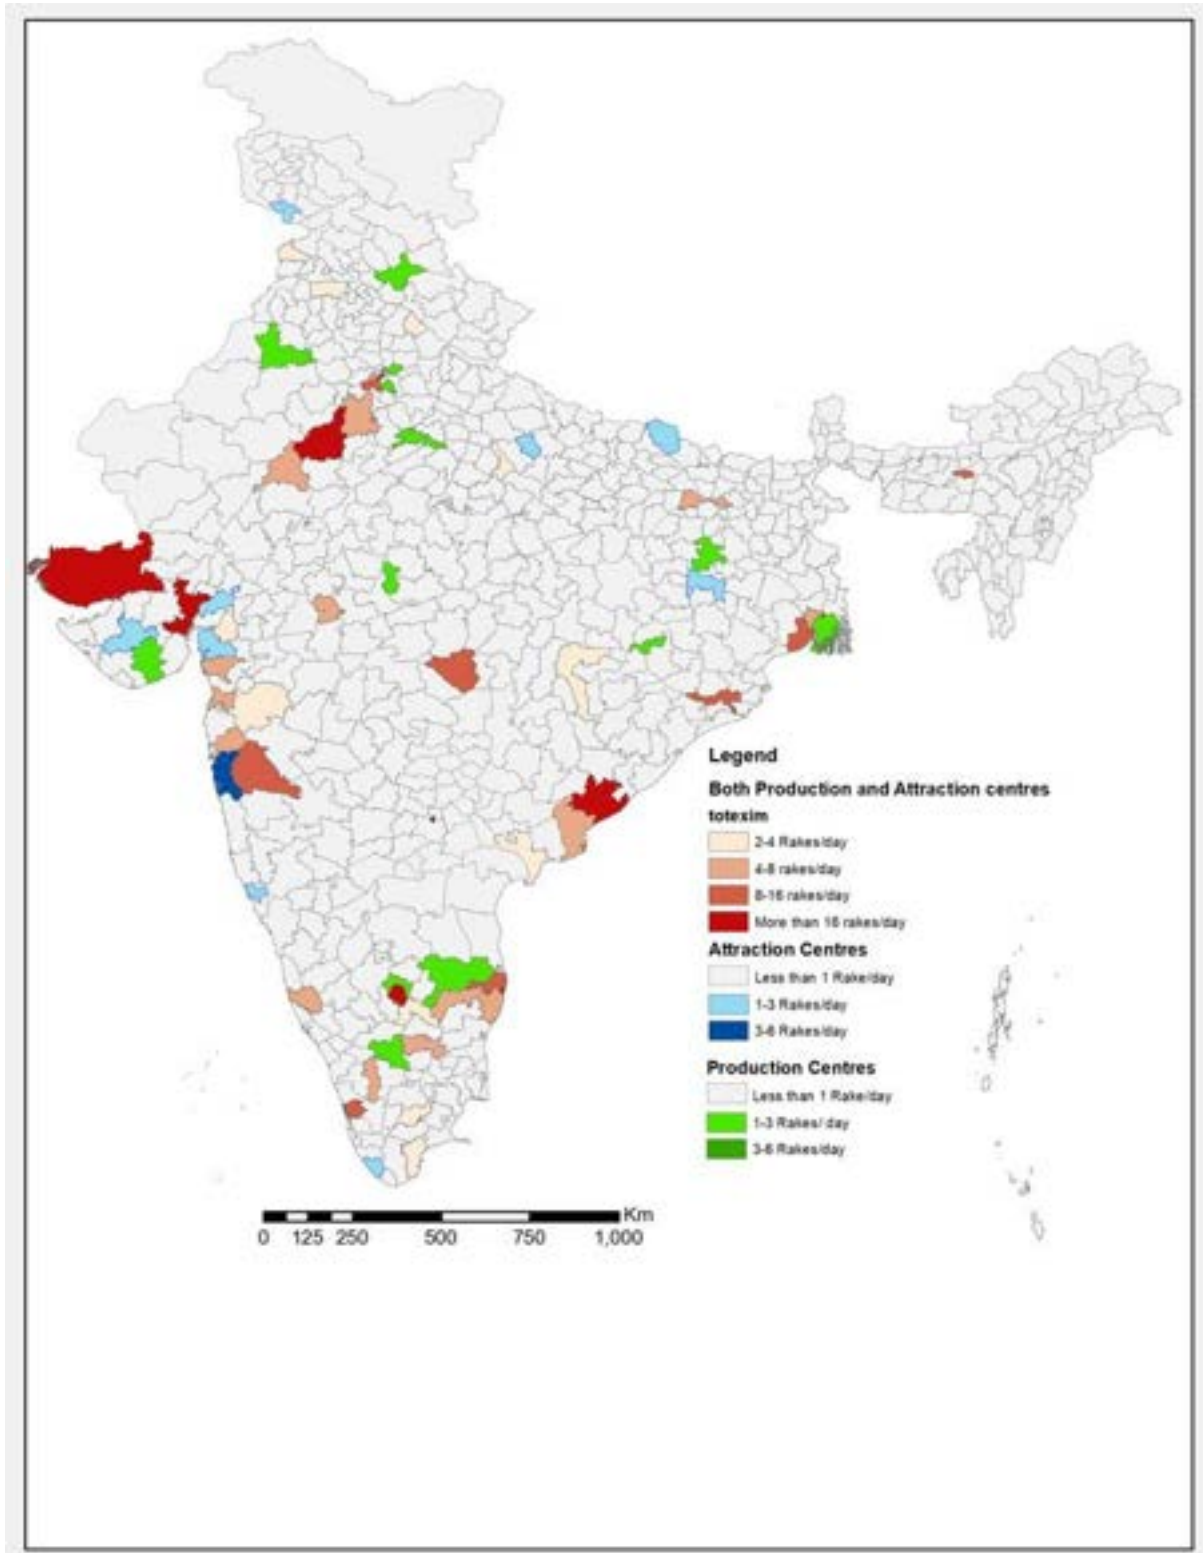 Legend
Both Production and Attraction centres
totexim
2-4 Rakes/day
4-8 rakes/day
8-16 rakes/day
More than 16 rakes/day
Attraction Centres
Less than 1 Rake/day
1-3 Rakes/day
3-6 Rakes/day
Production Centres
Less than 1 Rake/day
1-3 Rakes/ day
3-6 Rakes/day
Km
0 125 250 500 750 1,000